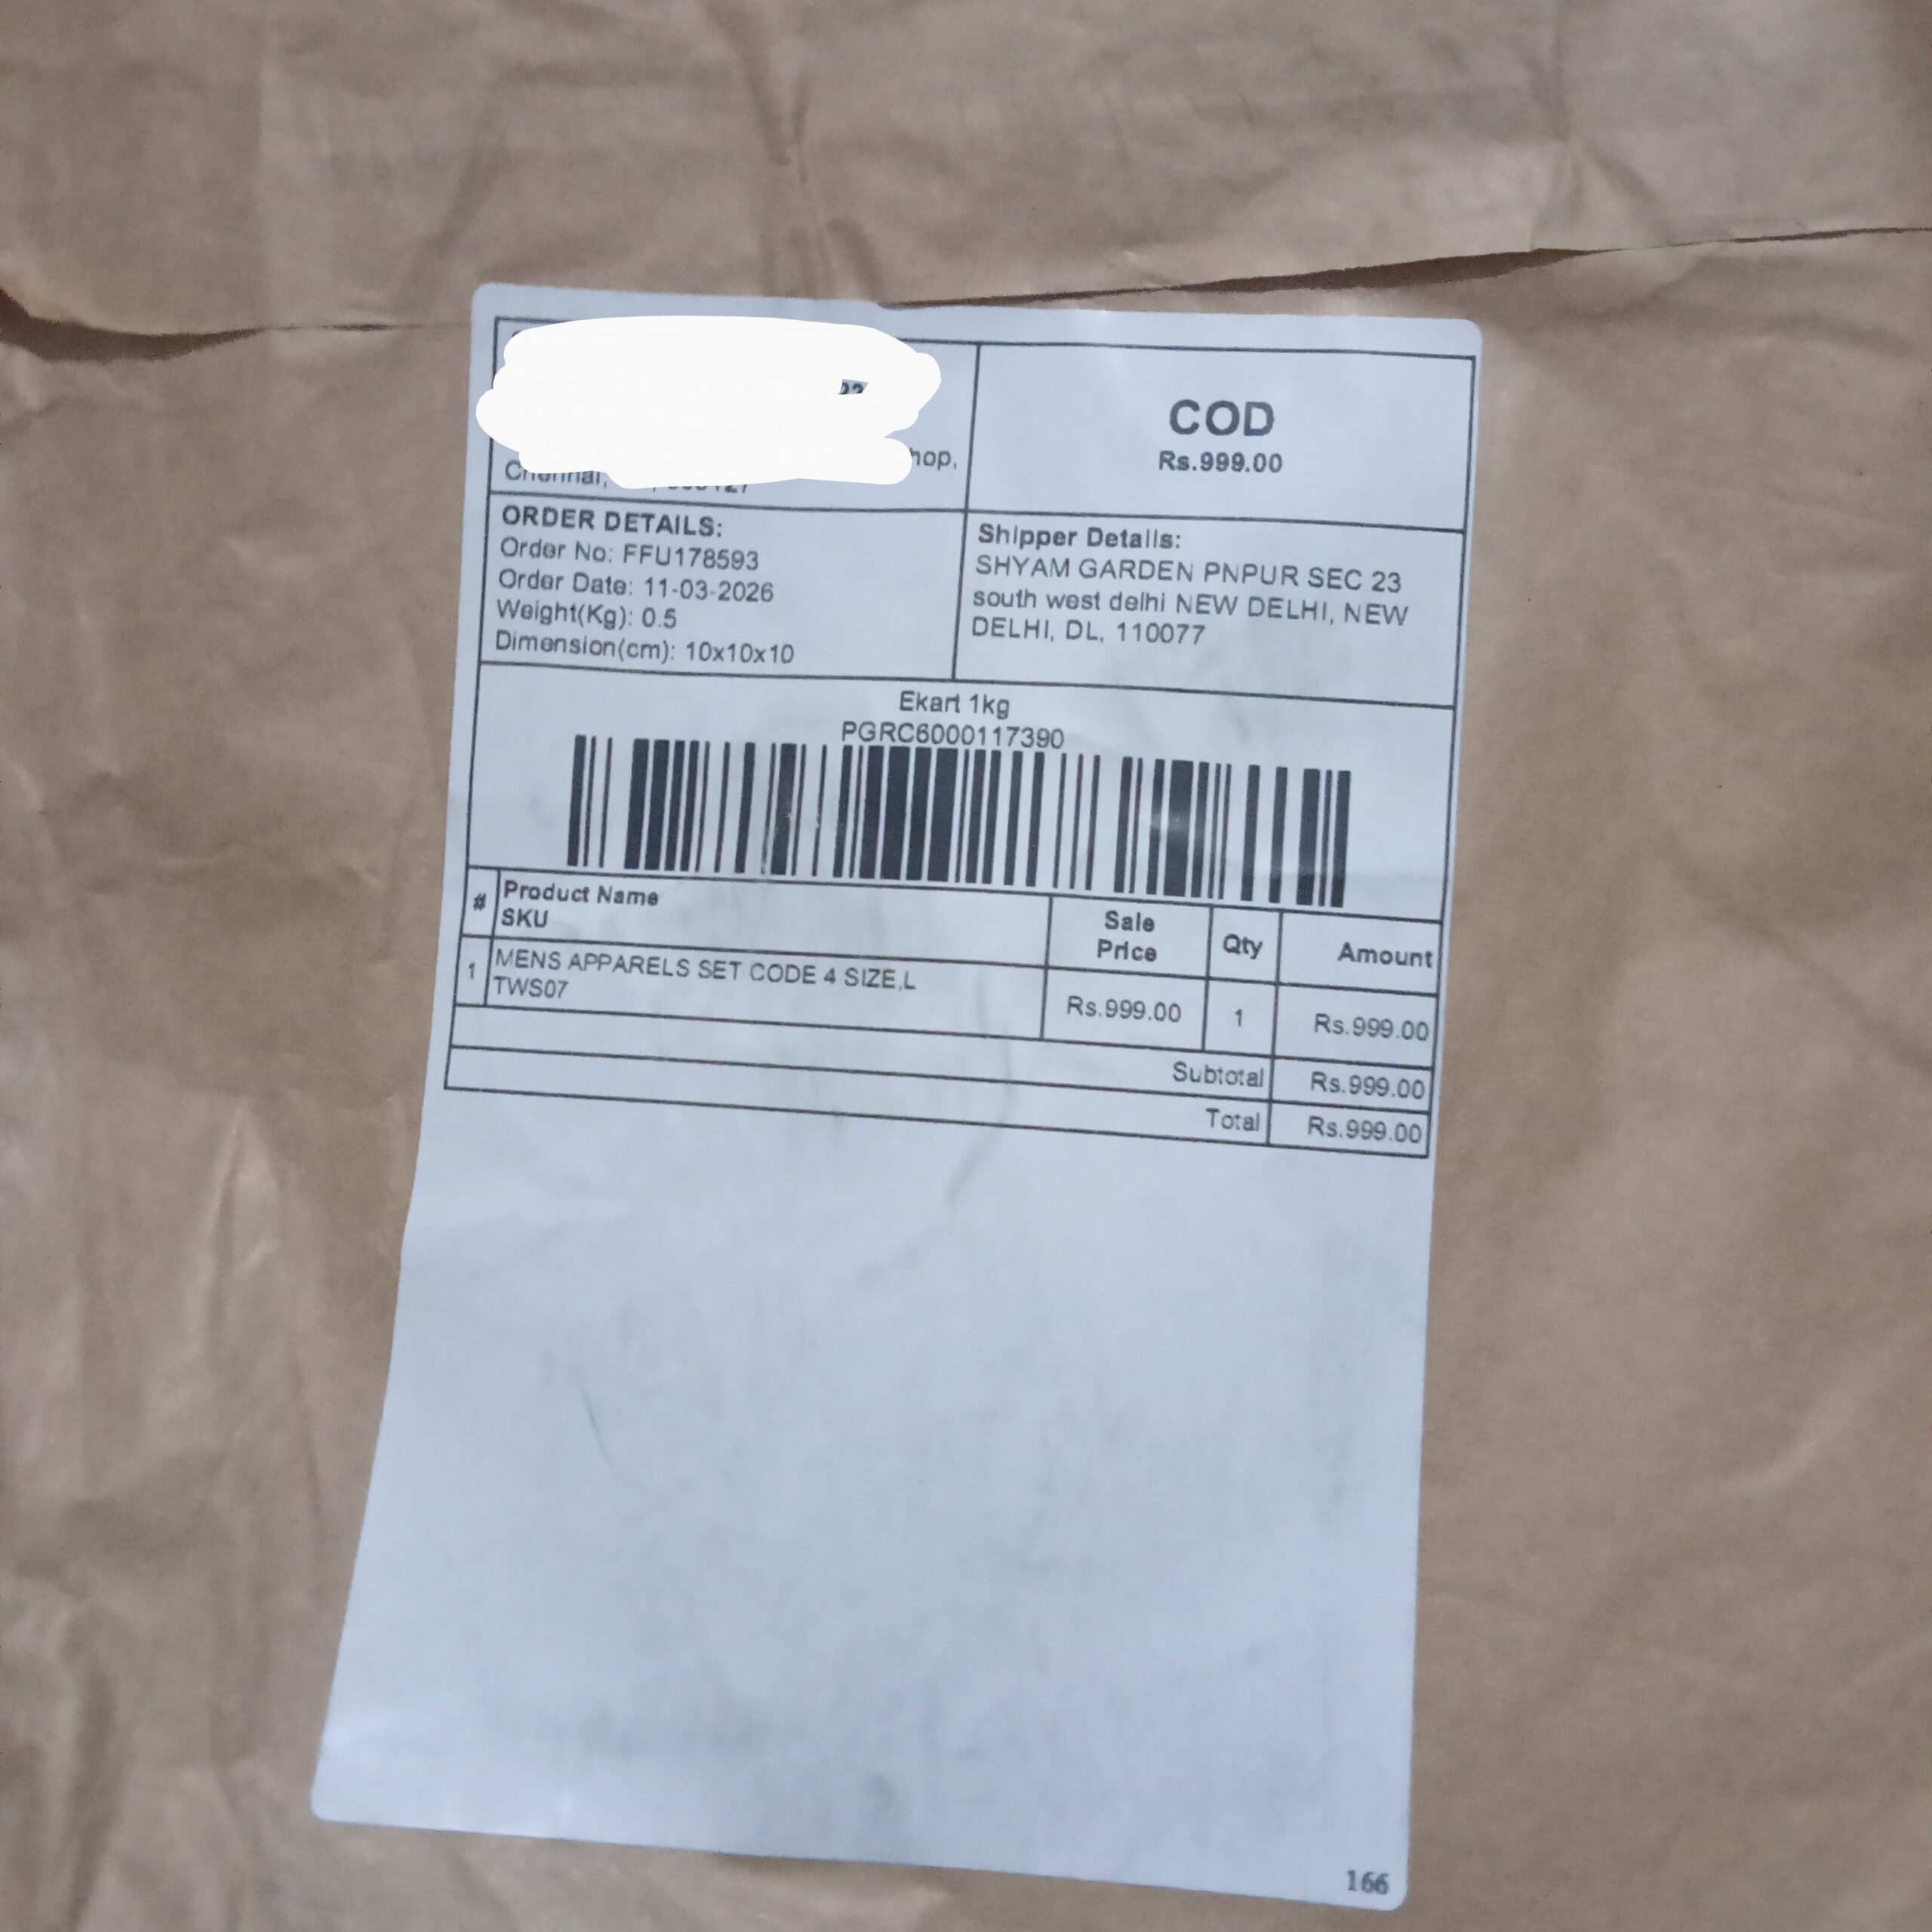 hop,
Chennai,
COD
Rs.999.00
ORDER DETAILS:
Order No: FFU178593
Order Date: 11-03-2026
Weight(Kg): 0.5
Dimension(cm): 10x10x10
Shipper Details:
SHYAM GARDEN PNPUR SEC 23
south west delhi NEW DELHI, NEW
DELHI, DL, 110077
Ekart 1kg
PGRC6000117390
# Product Name SKU Sale Price Qty Amount
1 MENS APPARELS SET CODE 4 SIZE,L TWS07 Rs.999.00 1 Rs.999.00
Subtotal Rs.999.00
Total Rs.999.00
166